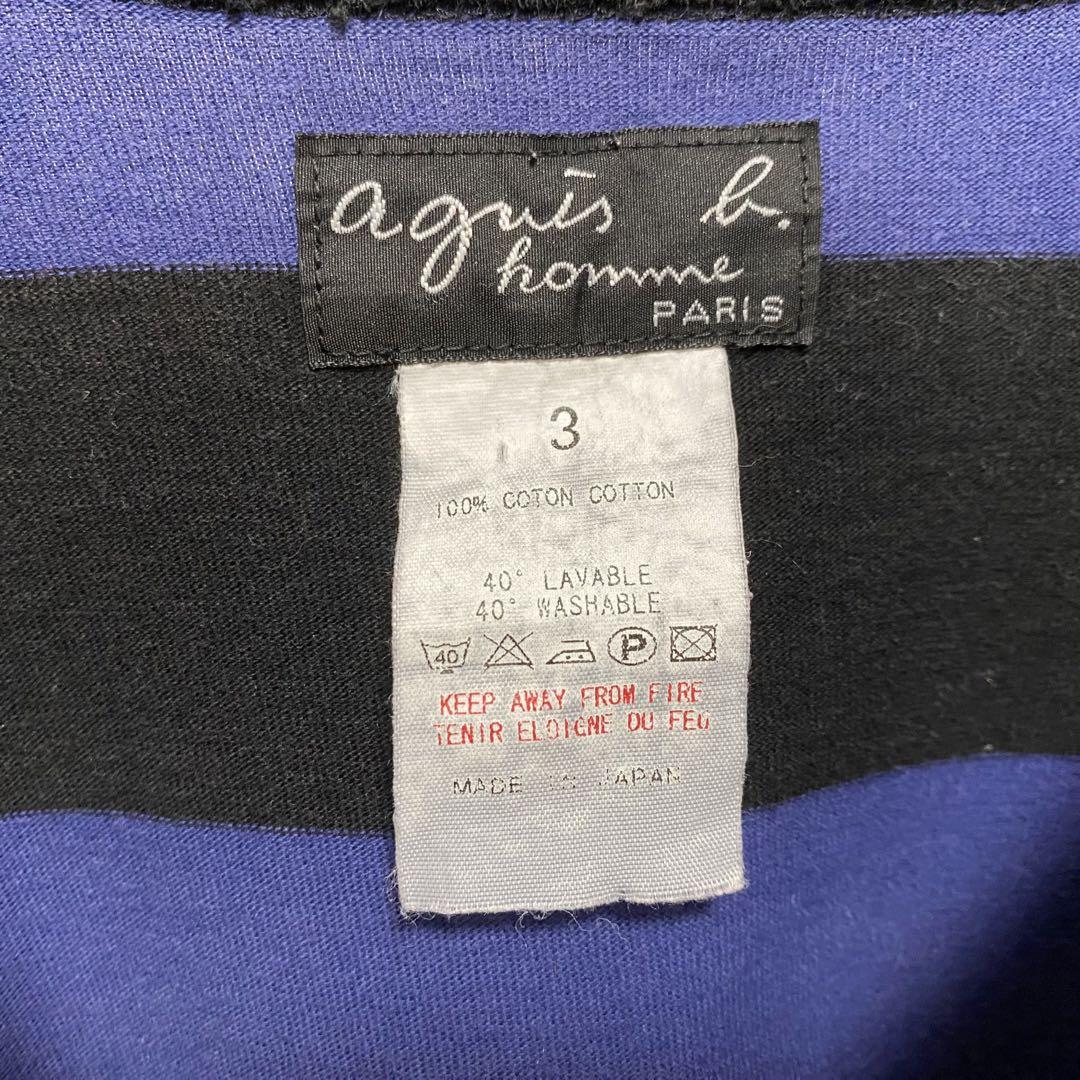 agnès b.
homme
PARIS
3
100% COTON COTTON
40° LAVABLE
40° WASHABLE
40 P
KEEP AWAY FROM FIRE
TENIR ELOIGNE DU FEU
MADE IN JAPAN